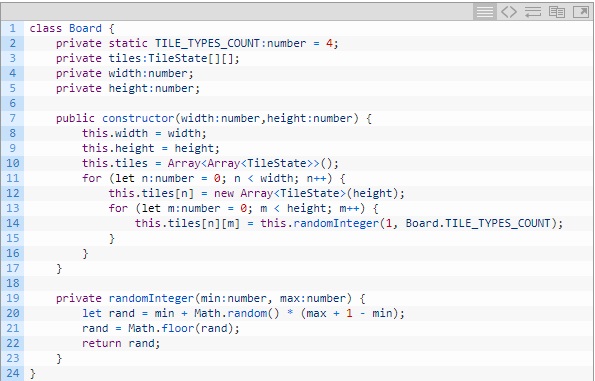 1 class Board {
2     private static TILE_TYPES_COUNT:number = 4;
3     private tiles:TileState[][];
4     private width:number;
5     private height:number;
6
7     public constructor(width:number,height:number) {
8         this.width = width;
9         this.height = height;
10         this.tiles = Array<Array<TileState>>();
11         for (let n:number = 0; n < width; n++) {
12             this.tiles[n] = new Array<TileState>(height);
13             for (let m:number = 0; m < height; m++) {
14                 this.tiles[n][m] = this.randomInteger(1, Board.TILE_TYPES_COUNT);
15             }
16         }
17     }
18
19     private randomInteger(min:number, max:number) {
20         let rand = min + Math.random() * (max + 1 - min);
21         rand = Math.floor(rand);
22         return rand;
23     }
24 }